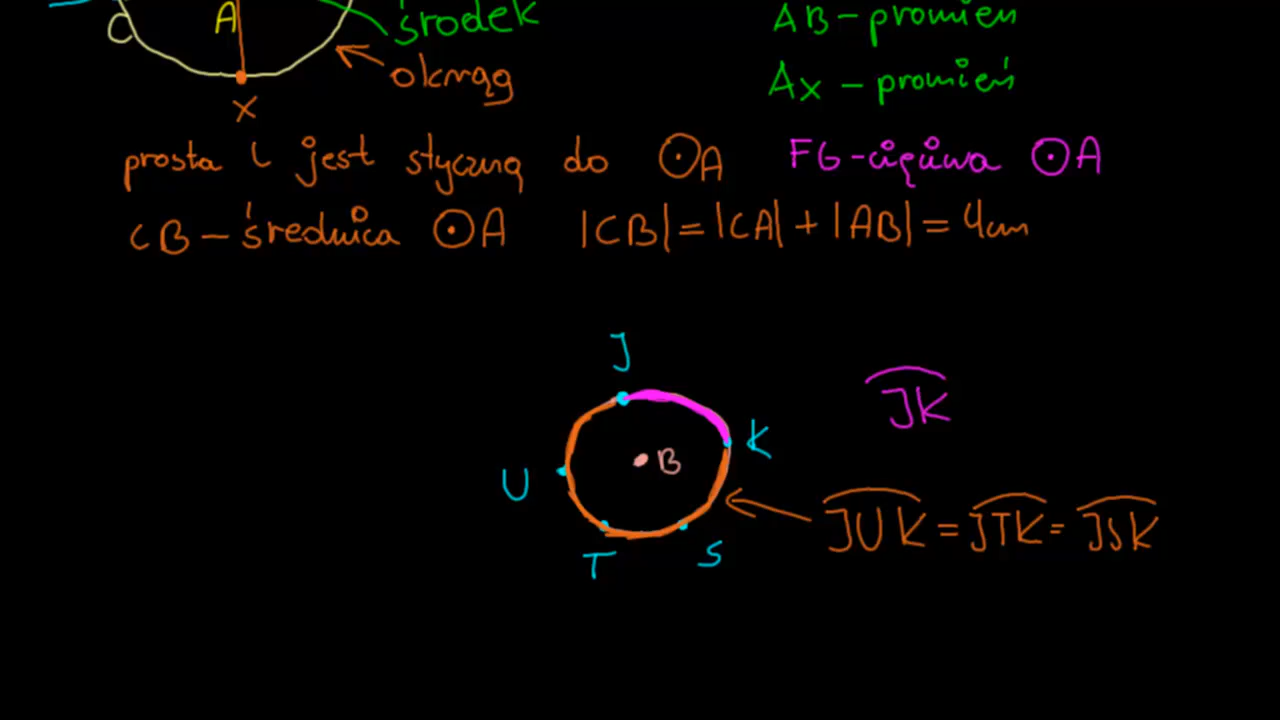 C A środek AB – promień
okrąg Ax – promień
x
prosta l jest styczną do ⊙A FG – cięciwa ⊙A
CB – średnica ⊙A |CB| = |CA| + |AB| = 4cm
J
JK
K
B
U
JUK = JTK = JSK
T S